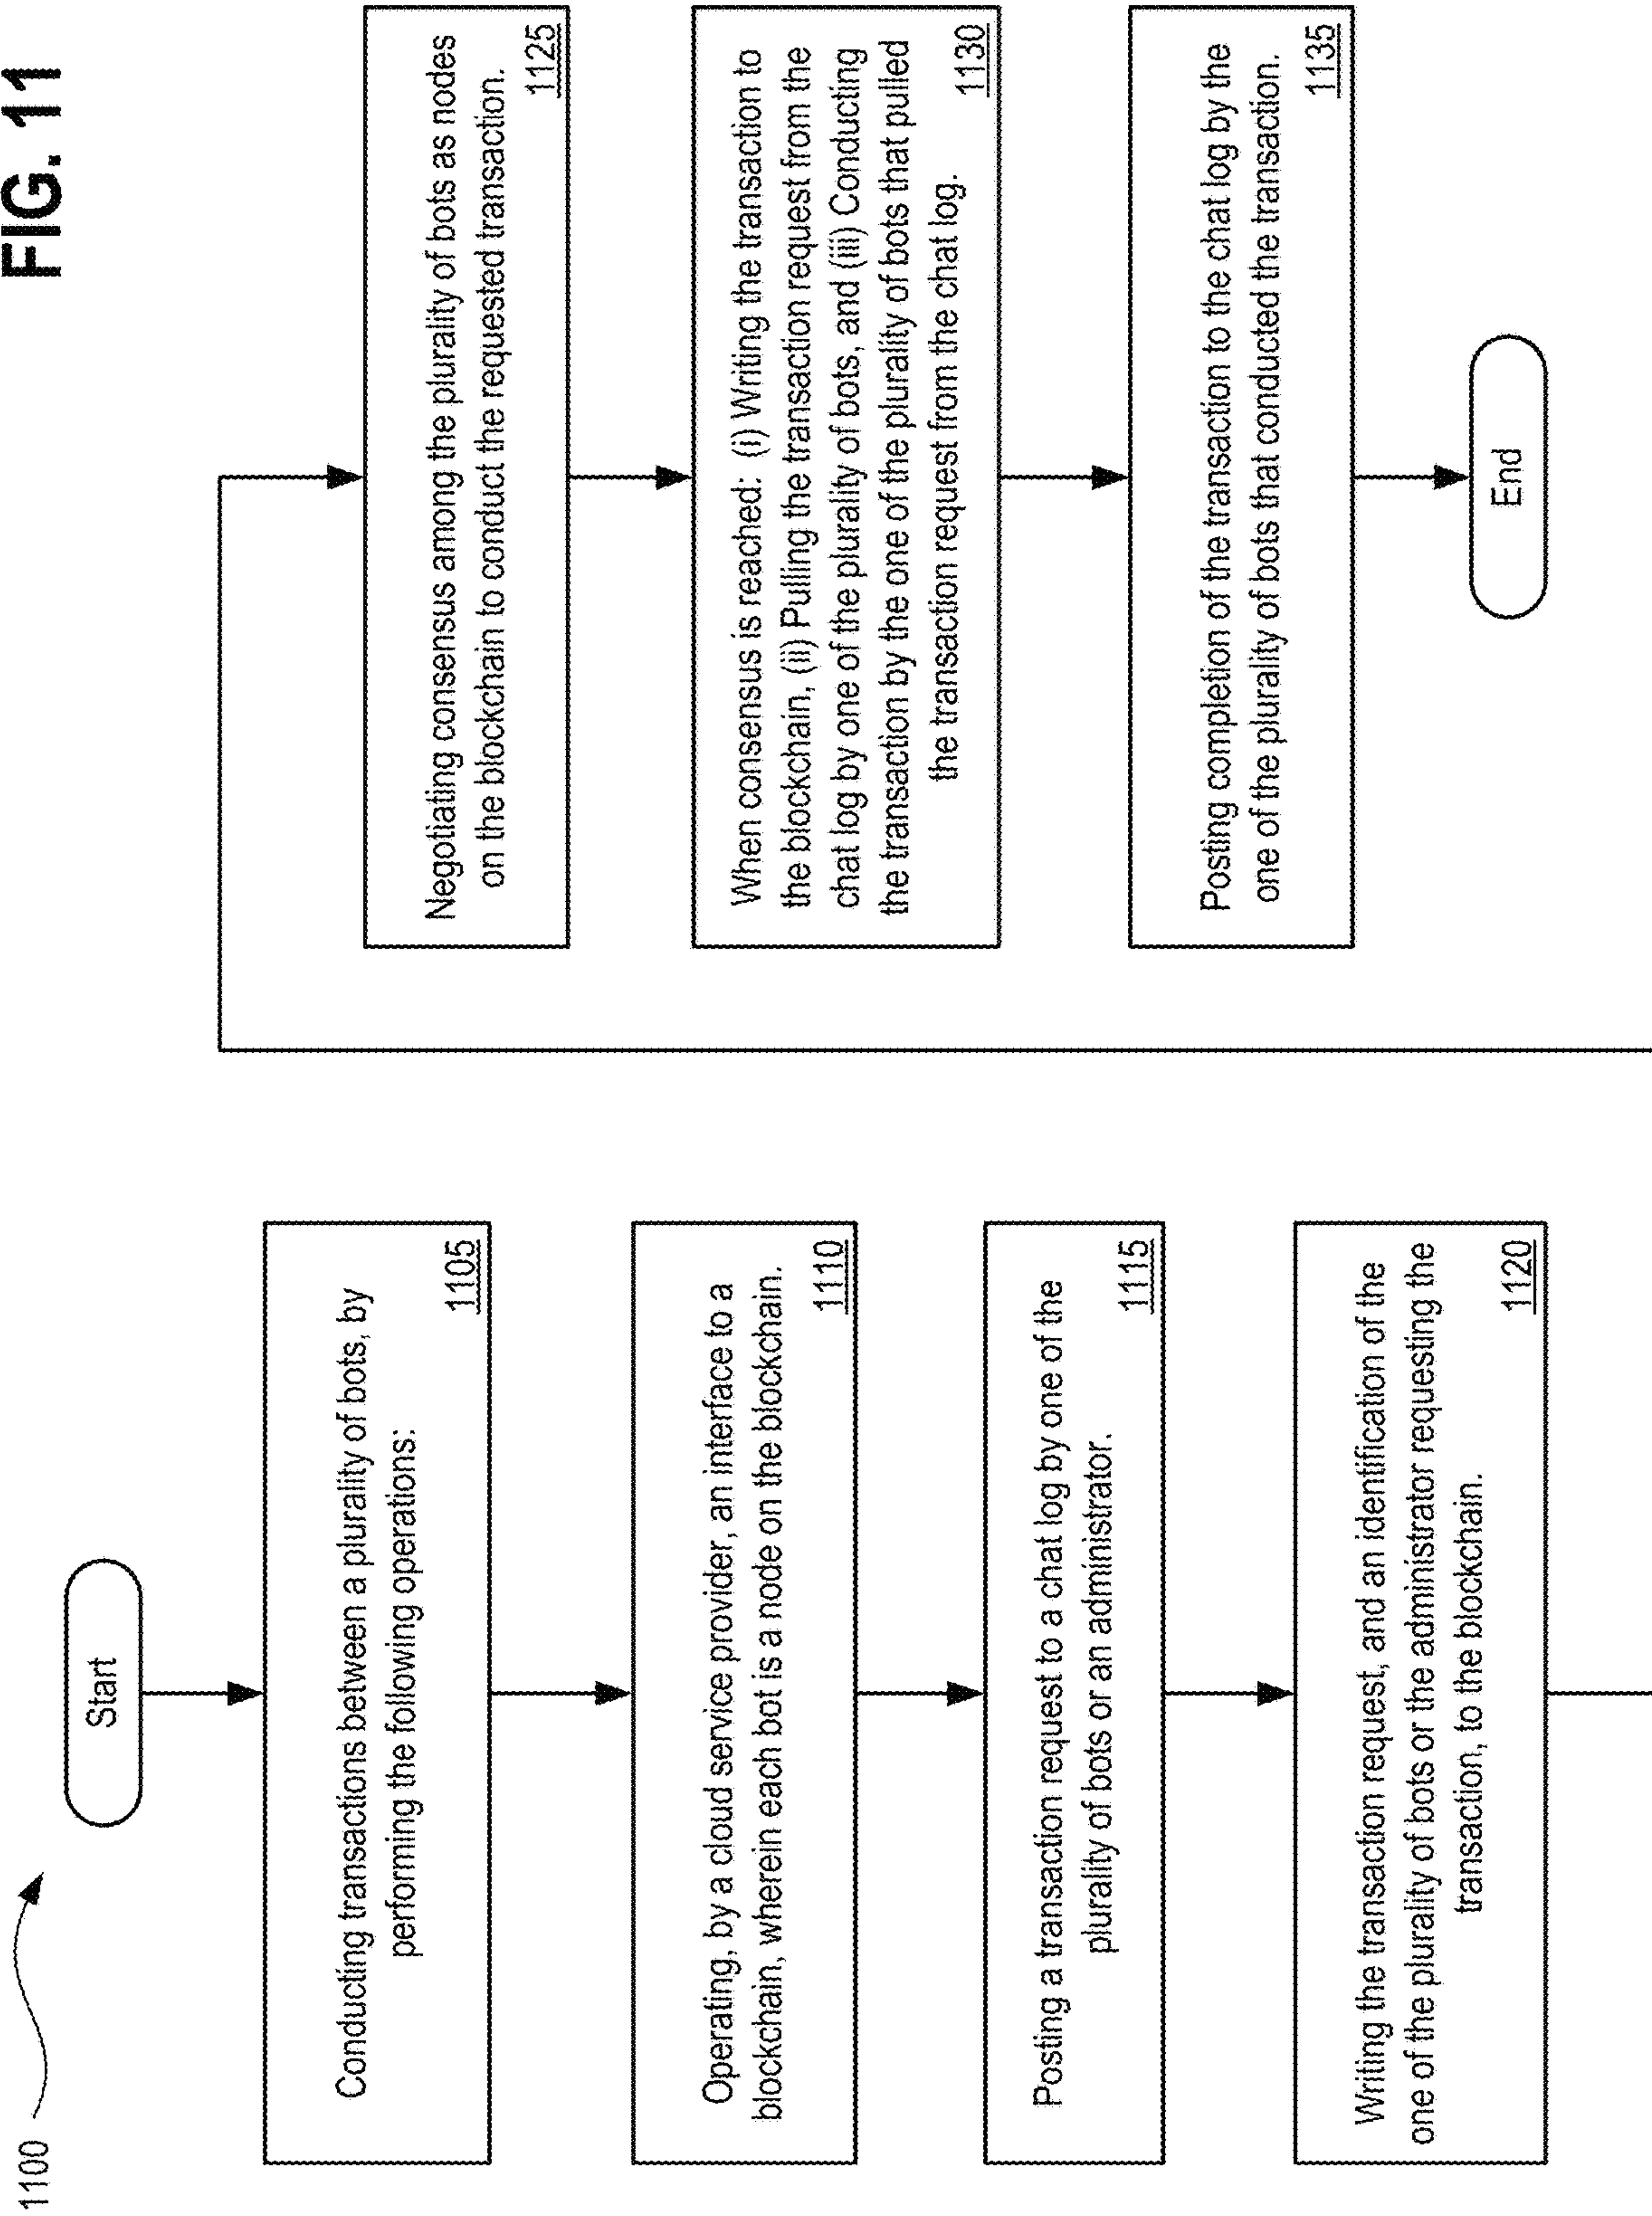 FIG. 11
1100
Start
Conducting transactions between a plurality of bots, by
performing the following operations:
1105
Operating, by a cloud service provider, an interface to a
blockchain, wherein each bot is a node on the blockchain.
1110
Posting a transaction request to a chat log by one of the
plurality of bots or an administrator.
1115
Writing the transaction request, and an identification of the
one of the plurality of bots or the administrator requesting the
transaction, to the blockchain.
1120
Negotiating consensus among the plurality of bots as nodes
on the blockchain to conduct the requested transaction.
1125
When consensus is reached: (i) Writing the transaction to
the blockchain, (ii) Pulling the transaction request from the
chat log by one of the plurality of bots, and (iii) Conducting
the transaction by the one of the plurality of bots that pulled
the transaction request from the chat log.
1130
Posting completion of the transaction to the chat log by the
one of the plurality of bots that conducted the transaction.
1135
End